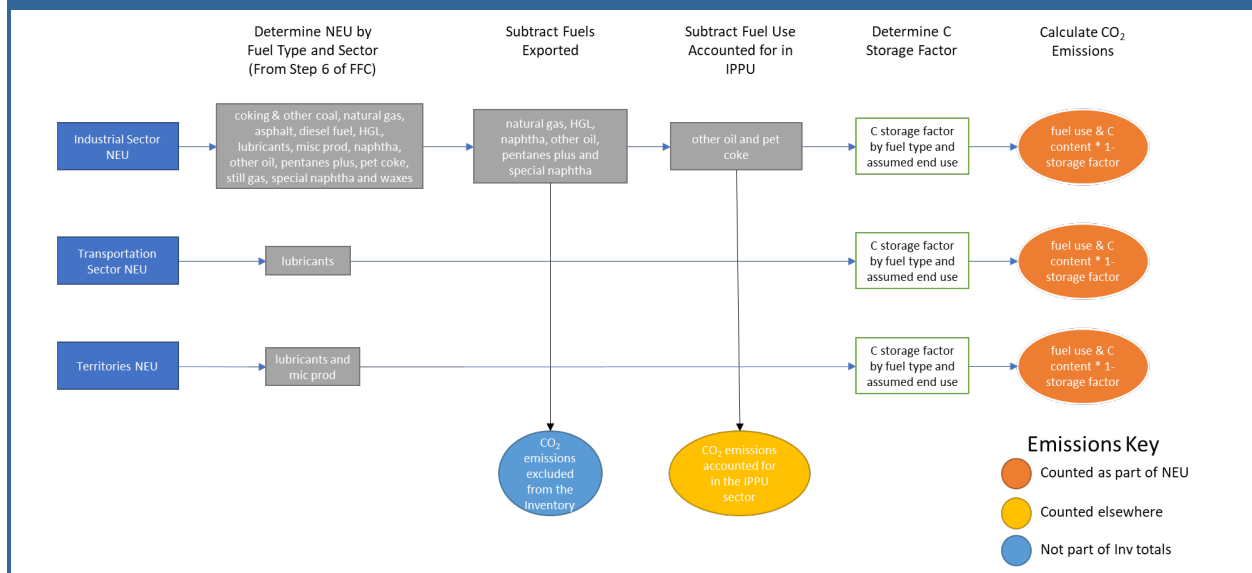 Determine NEU by
Fuel Type and Sector
(From Step 6 of FFC)
Subtract Fuels
Exported
Subtract Fuel Use
Accounted for in
IPPU
Determine C
Storage Factor
Calculate CO₂
Emissions
Industrial Sector
NEU
coking & other coal, natural gas,
asphalt, diesel fuel, HGL,
lubricants, misc prod, naphtha,
other oil, pentanes plus, pet coke,
still gas, special naphtha and waxes
natural gas, HGL,
naphtha, other oil,
pentanes plus and
special naphtha
other oil and pet
coke
C storage factor
by fuel type and
assumed end use
fuel use & C
content * 1-
storage factor
Transportation
Sector NEU
lubricants
C storage factor
by fuel type and
assumed end use
fuel use & C
content * 1-
storage factor
Territories NEU
lubricants and
mic prod
C storage factor
by fuel type and
assumed end use
fuel use & C
content * 1-
storage factor
CO₂
emissions
excluded
from the
Inventory
CO₂ emissions
accounted for
in the IPPU
sector
Emissions Key
Counted as part of NEU
Counted elsewhere
Not part of Inv totals